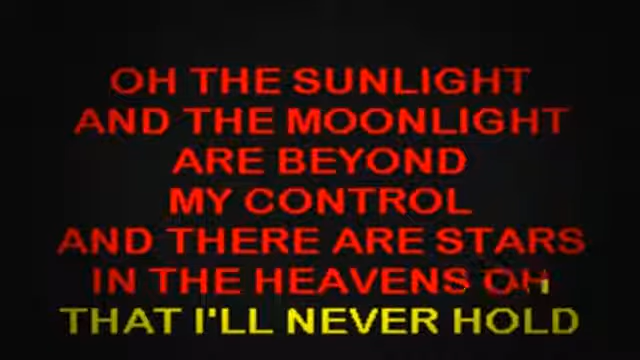 OH THE SUNLIGHT
AND THE MOONLIGHT
ARE BEYOND
MY CONTROL
AND THERE ARE STARS
IN THE HEAVENS OH
THAT I'LL NEVER HOLD